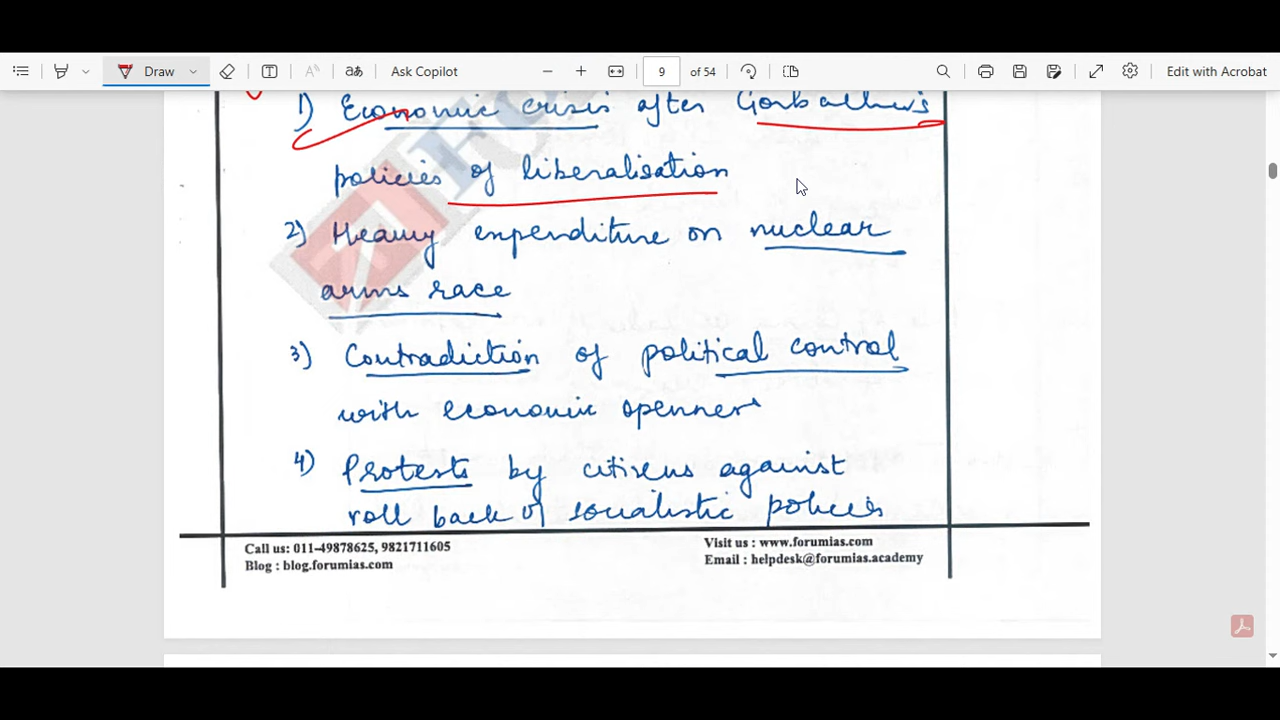 Draw
Ask Copilot
9 of 54
Edit with Acrobat
1) Economic crisis after Gorbachev's
policies of liberalisation
2) Heavy expenditure on nuclear
arms race
3) Contradiction of political control
with economic openness
4) Protests by citizens against
roll back of socialistic policies
Call us: 011-49878625, 9821711605
Blog : blog.forumias.com
Visit us : www.forumias.com
Email : helpdesk@forumias.academy